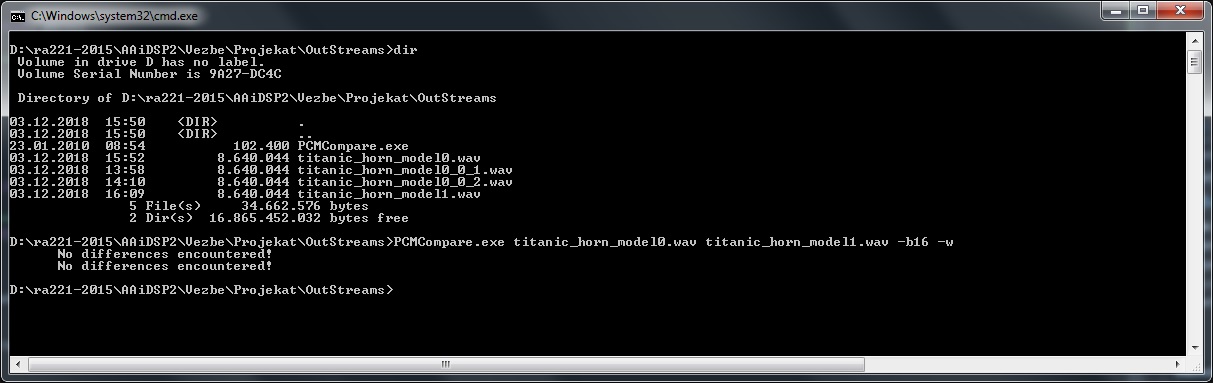 C:\Windows\system32\cmd.exe
D:\ra221-2015\AAiDSP2\Vezbe\Projekat\OutStreams>dir
 Volume in drive D has no label.
 Volume Serial Number is 9A27-DC4C
 Directory of D:\ra221-2015\AAiDSP2\Vezbe\Projekat\OutStreams
03.12.2018  15:50    <DIR>          .
03.12.2018  15:50    <DIR>          ..
23.01.2010  08:54           102.400 PCMCompare.exe
03.12.2018  15:52         8.640.044 titanic_horn_model0.wav
03.12.2018  13:58         8.640.044 titanic_horn_model0_0_1.wav
03.12.2018  14:10         8.640.044 titanic_horn_model0_0_2.wav
03.12.2018  16:09         8.640.044 titanic_horn_model1.wav
               5 File(s)     34.662.576 bytes
               2 Dir(s)  16.865.452.032 bytes free
D:\ra221-2015\AAiDSP2\Vezbe\Projekat\OutStreams>PCMCompare.exe titanic_horn_model0.wav titanic_horn_model1.wav -b16 -w
      No differences encountered!
      No differences encountered!
D:\ra221-2015\AAiDSP2\Vezbe\Projekat\OutStreams>